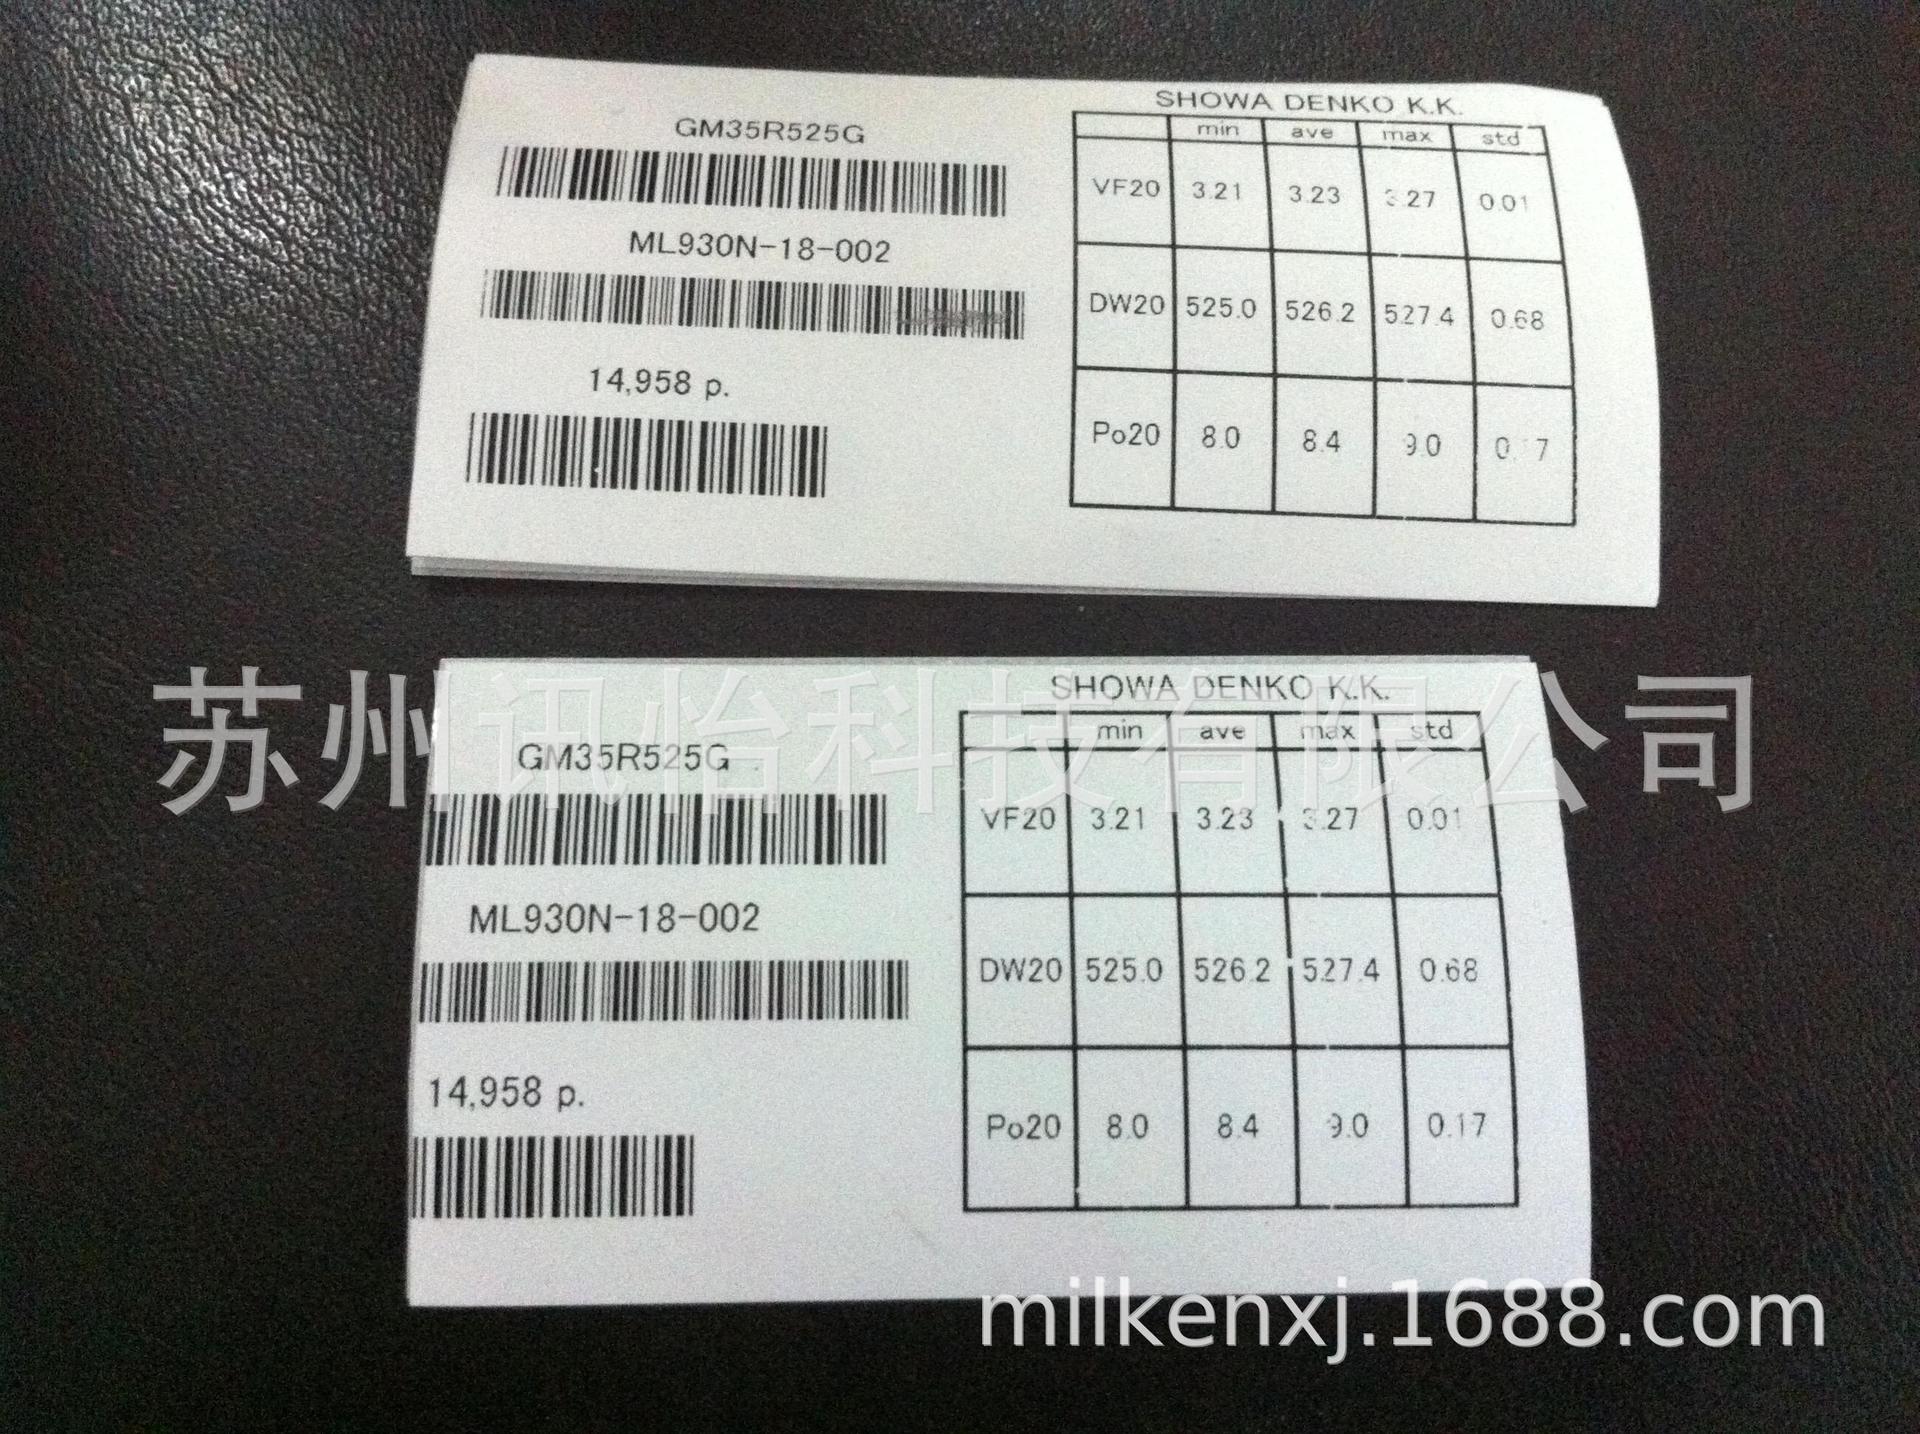 SHOWA DENKO K.K.
GM35R525G
min ave max std
VF20 3.21 3.23 3.27 0.01
ML930N-18-002
DW20 525.0 526.2 527.4 0.68
14,958 p.
Po20 8.0 8.4 9.0 0.17
苏州讯怡科技有限公司
SHOWA DENKO K.K.
GM35R525G
min ave max std
VF20 3.21 3.23 3.27 0.01
ML930N-18-002
DW20 525.0 526.2 527.4 0.68
14,958 p.
Po20 8.0 8.4 9.0 0.17
milkenxj.1688.com